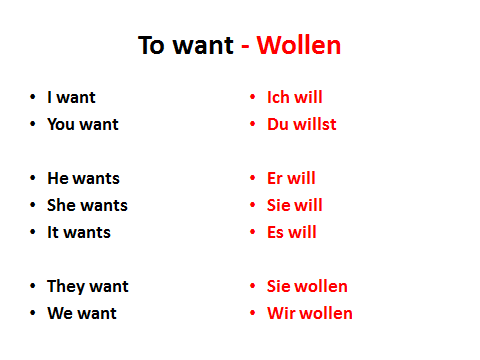 To want - Wollen
• I want • Ich will
• You want • Du willst
• He wants • Er will
• She wants • Sie will
• It wants • Es will
• They want • Sie wollen
• We want • Wir wollen